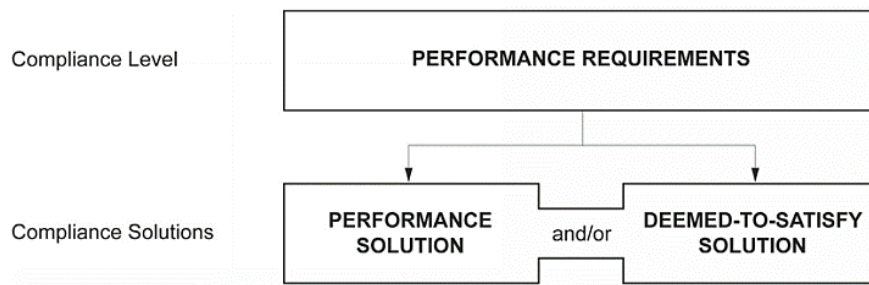 Compliance Level
PERFORMANCE REQUIREMENTS
Compliance Solutions
PERFORMANCE
SOLUTION
and/or
DEEMED-TO-SATISFY
SOLUTION